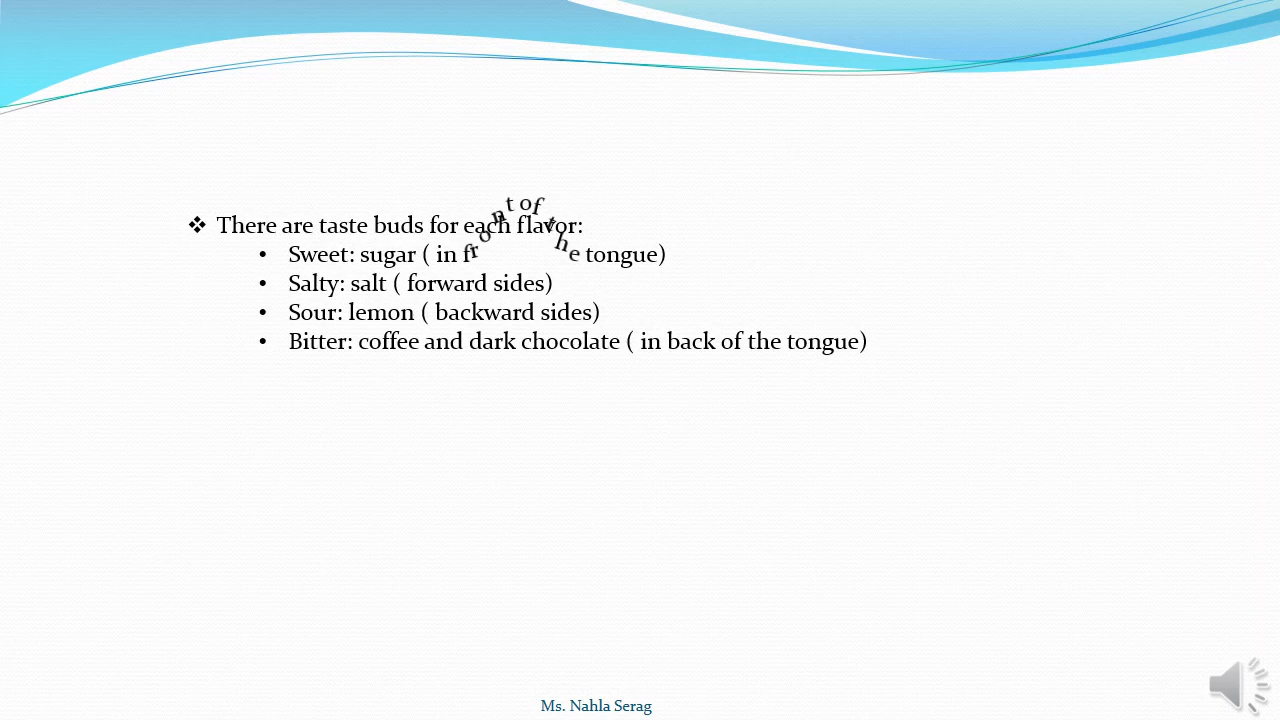 ❖ There are taste buds for each flavor:
• Sweet: sugar ( in front of the tongue)
• Salty: salt ( forward sides)
• Sour: lemon ( backward sides)
• Bitter: coffee and dark chocolate ( in back of the tongue)
Ms. Nahla Serag